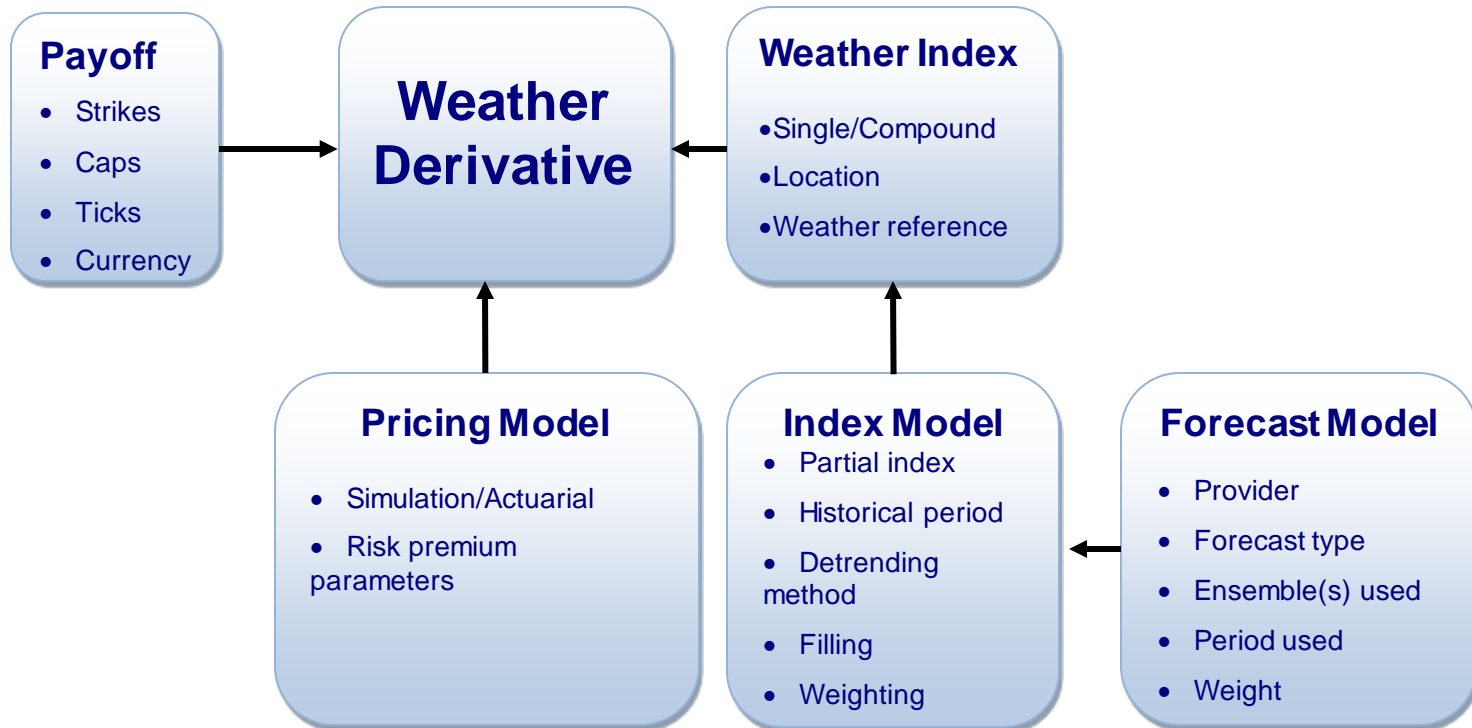 Payoff
• Strikes
• Caps
• Ticks
• Currency
Weather
Derivative
Weather Index
•Single/Compound
•Location
•Weather reference
Pricing Model
• Simulation/Actuarial
• Risk premium
parameters
Index Model
• Partial index
• Historical period
• Detrending
method
• Filling
• Weighting
Forecast Model
• Provider
• Forecast type
• Ensemble(s) used
• Period used
• Weight